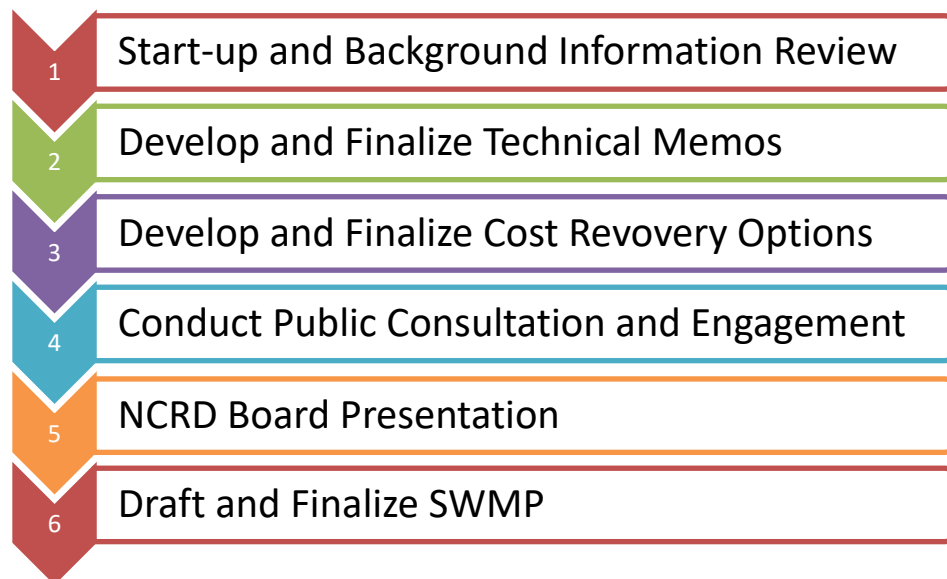 1 Start-up and Background Information Review
2 Develop and Finalize Technical Memos
3 Develop and Finalize Cost Revovery Options
4 Conduct Public Consultation and Engagement
5 NCRD Board Presentation
6 Draft and Finalize SWMP